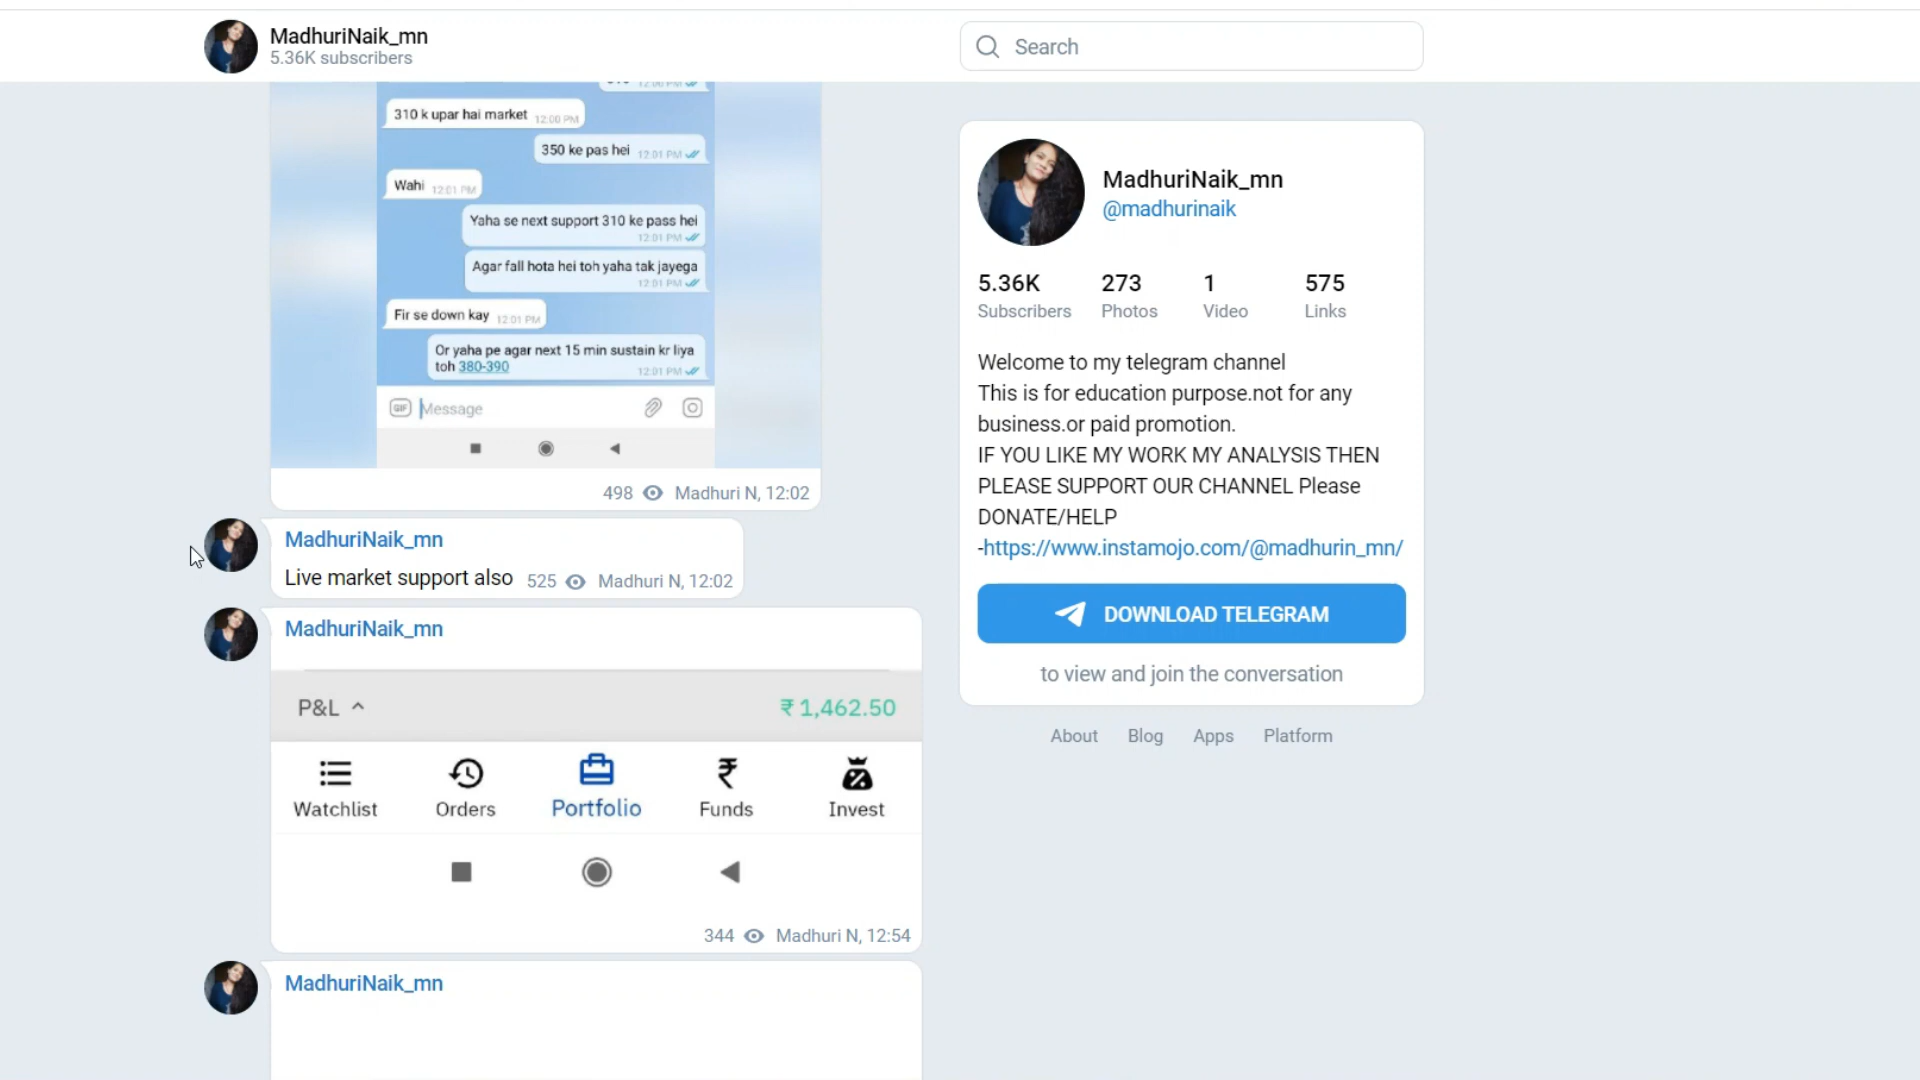 MadhuriNaik_mn
5.36K subscribers
Search
310 k upar hai market 12:00 PM
350 ke pas hei 12:01 PM
Wahi 12:01 PM
Yaha se next support 310 ke pass hei
12:01 PM
Agar fall hota hei toh yaha tak jayega
12:01 PM
Fir se down kay 12:01 PM
Or yaha pe agar next 15 min sustain kr liya
toh 380-390
12:01 PM
GIF Message
498 Madhuri N, 12:02
MadhuriNaik_mn
Live market support also 525 Madhuri N, 12:02
MadhuriNaik_mn
P&L ₹ 1,462.50
Watchlist Orders Portfolio Funds Invest
344 Madhuri N, 12:54
MadhuriNaik_mn
MadhuriNaik_mn
@madhurinaik
5.36K 273 1 575
Subscribers Photos Video Links
Welcome to my telegram channel
This is for education purpose.not for any
business.or paid promotion.
IF YOU LIKE MY WORK MY ANALYSIS THEN
PLEASE SUPPORT OUR CHANNEL Please
DONATE/HELP
-https://www.instamojo.com/@madhurin_mn/
DOWNLOAD TELEGRAM
to view and join the conversation
About Blog Apps Platform